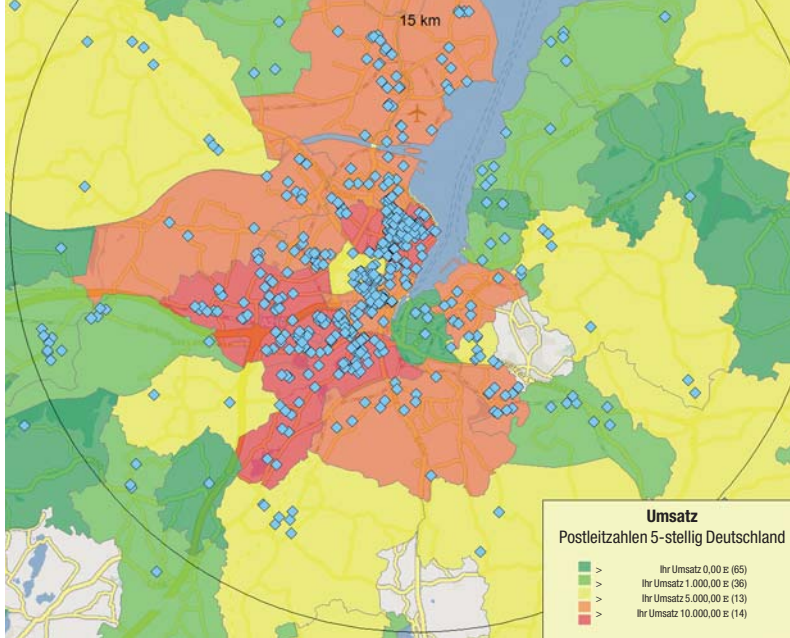 15 km
Umsatz
Postleitzahlen 5-stellig Deutschland
> Ihr Umsatz 0,00 E (65)
> Ihr Umsatz 1.000,00 E (36)
> Ihr Umsatz 5.000,00 E (13)
> Ihr Umsatz 10.000,00 E (14)